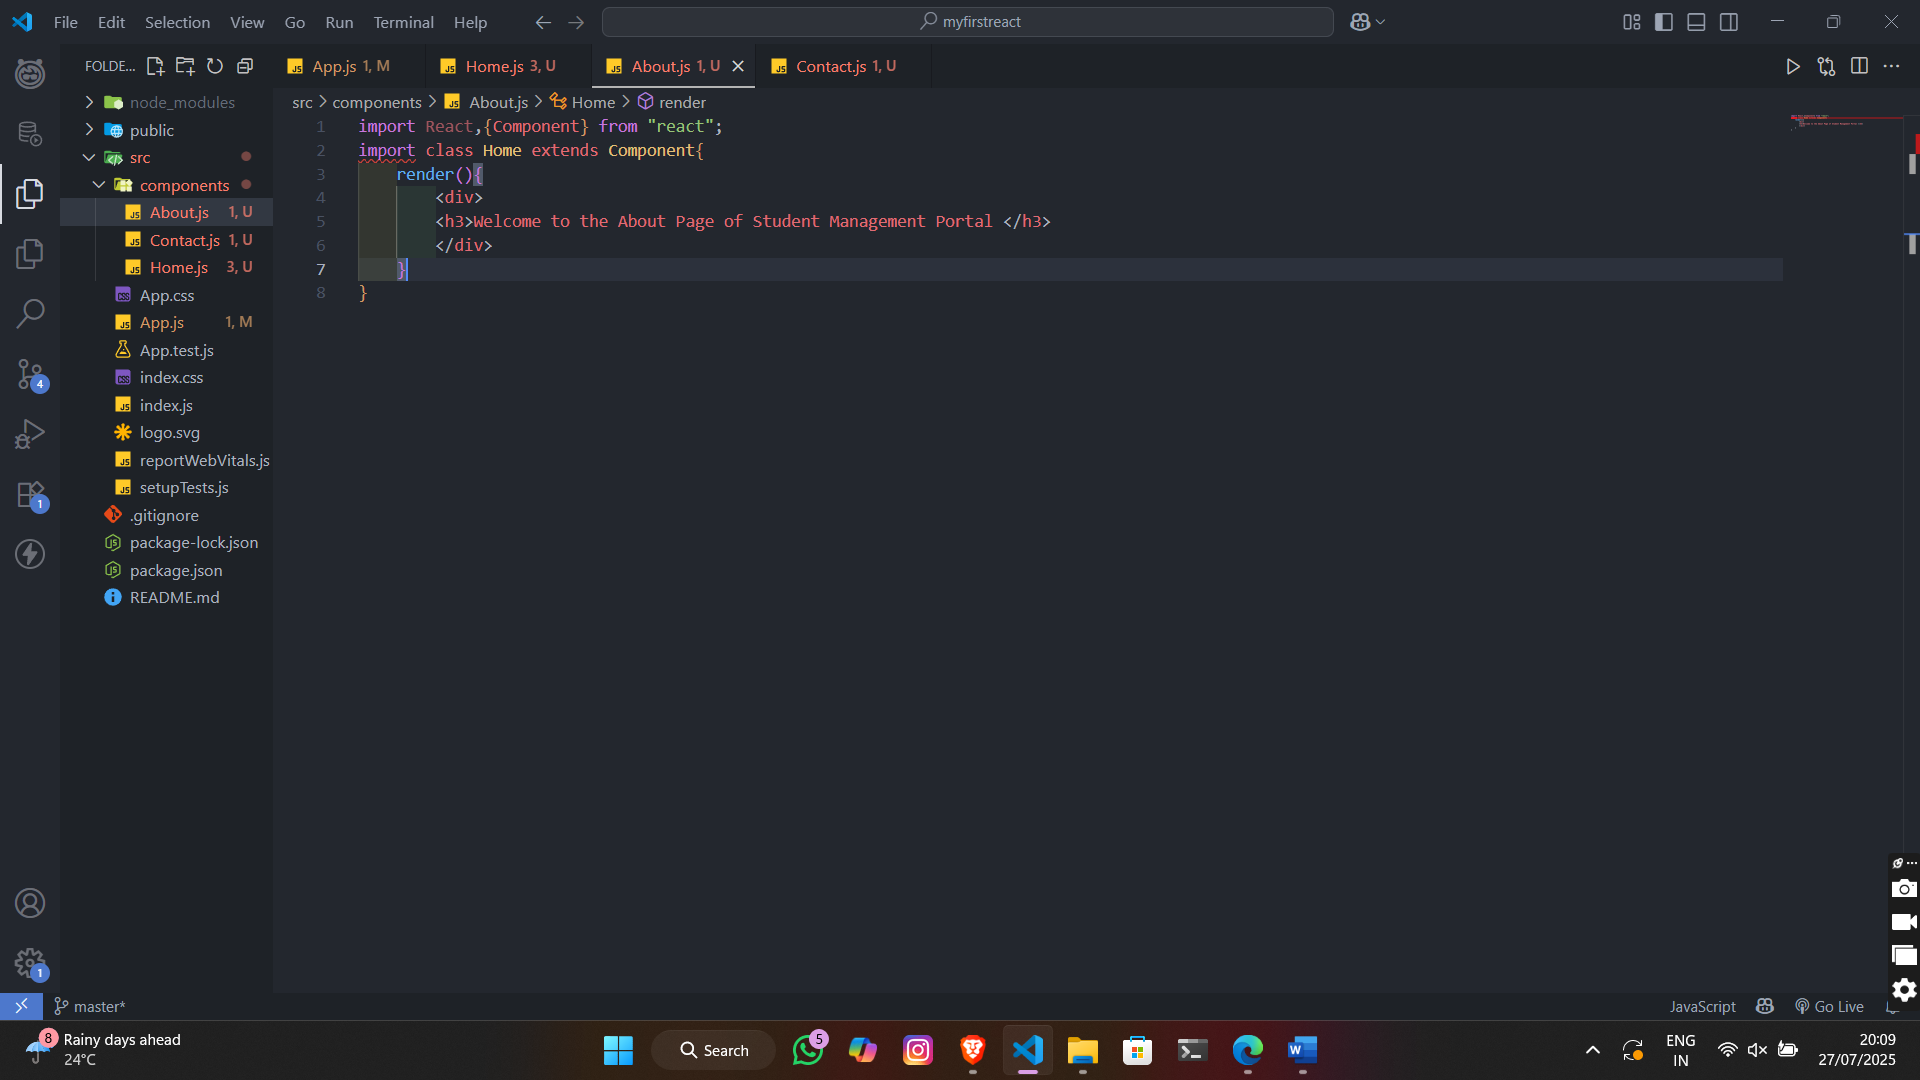 File Edit Selection View Go Run Terminal Help
myfirstreact
FOLDE...
App.js 1, M
Home.js 3, U
About.js 1, U
Contact.js 1, U
src > components > About.js > Home > render
node_modules
public
src
components
About.js 1, U
Contact.js 1, U
Home.js 3, U
App.css
App.js 1, M
App.test.js
index.css
index.js
logo.svg
reportWebVitals.js
setupTests.js
.gitignore
package-lock.json
package.json
README.md
1 import React,{Component} from "react";
2 import class Home extends Component{
3 render(){
4 <div>
5 <h3>Welcome to the About Page of Student Management Portal </h3>
6 </div>
7 }
8 }
4
1
1
master*
JavaScript
Go Live
8
Rainy days ahead
24°C
Search
5
ENG
IN
20:09
27/07/2025